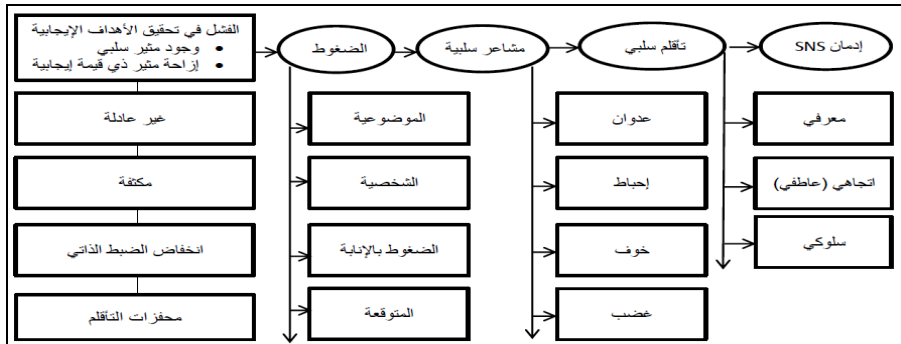 الفشل في تحقيق الأهداف الإيجابية
• وجود مثير سلبي
• إزاحة مثير ذي قيمة إيجابية
غير عادلة
مكثفة
انخفاض الضبط الذاتي
محفزات التأقلم
الضغوط
الموضوعية
الشخصية
الضغوط بالإنابة
المتوقعة
مشاعر سلبية
عدوان
إحباط
خوف
غضب
تأقلم سلبي
إدمان SNS
معرفي
اتجاهي (عاطفي)
سلوكي